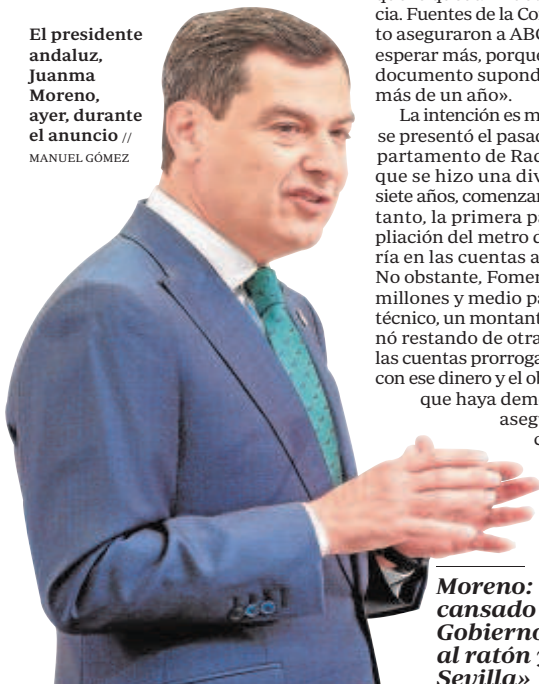 El presidente
andaluz,
Juanma
Moreno,
ayer, durante
el anuncio //
MANUEL GÓMEZ
cia. Fuentes de la Co
to aseguraron a ABC
esperar más, porque
documento supond
más de un año».
La intención es m
se presentó el pasad
partamento de Rad
que se hizo una div
siete años, comenzar
tanto, la primera pa
pliación del metro d
ría en las cuentas a
No obstante, Fomen
millones y medio pa
técnico, un montant
nó restando de otra
las cuentas prorroga
con ese dinero y el ob
que haya dem
asegu
Moreno:
cansado
Gobierno
al ratón y
Sevilla»